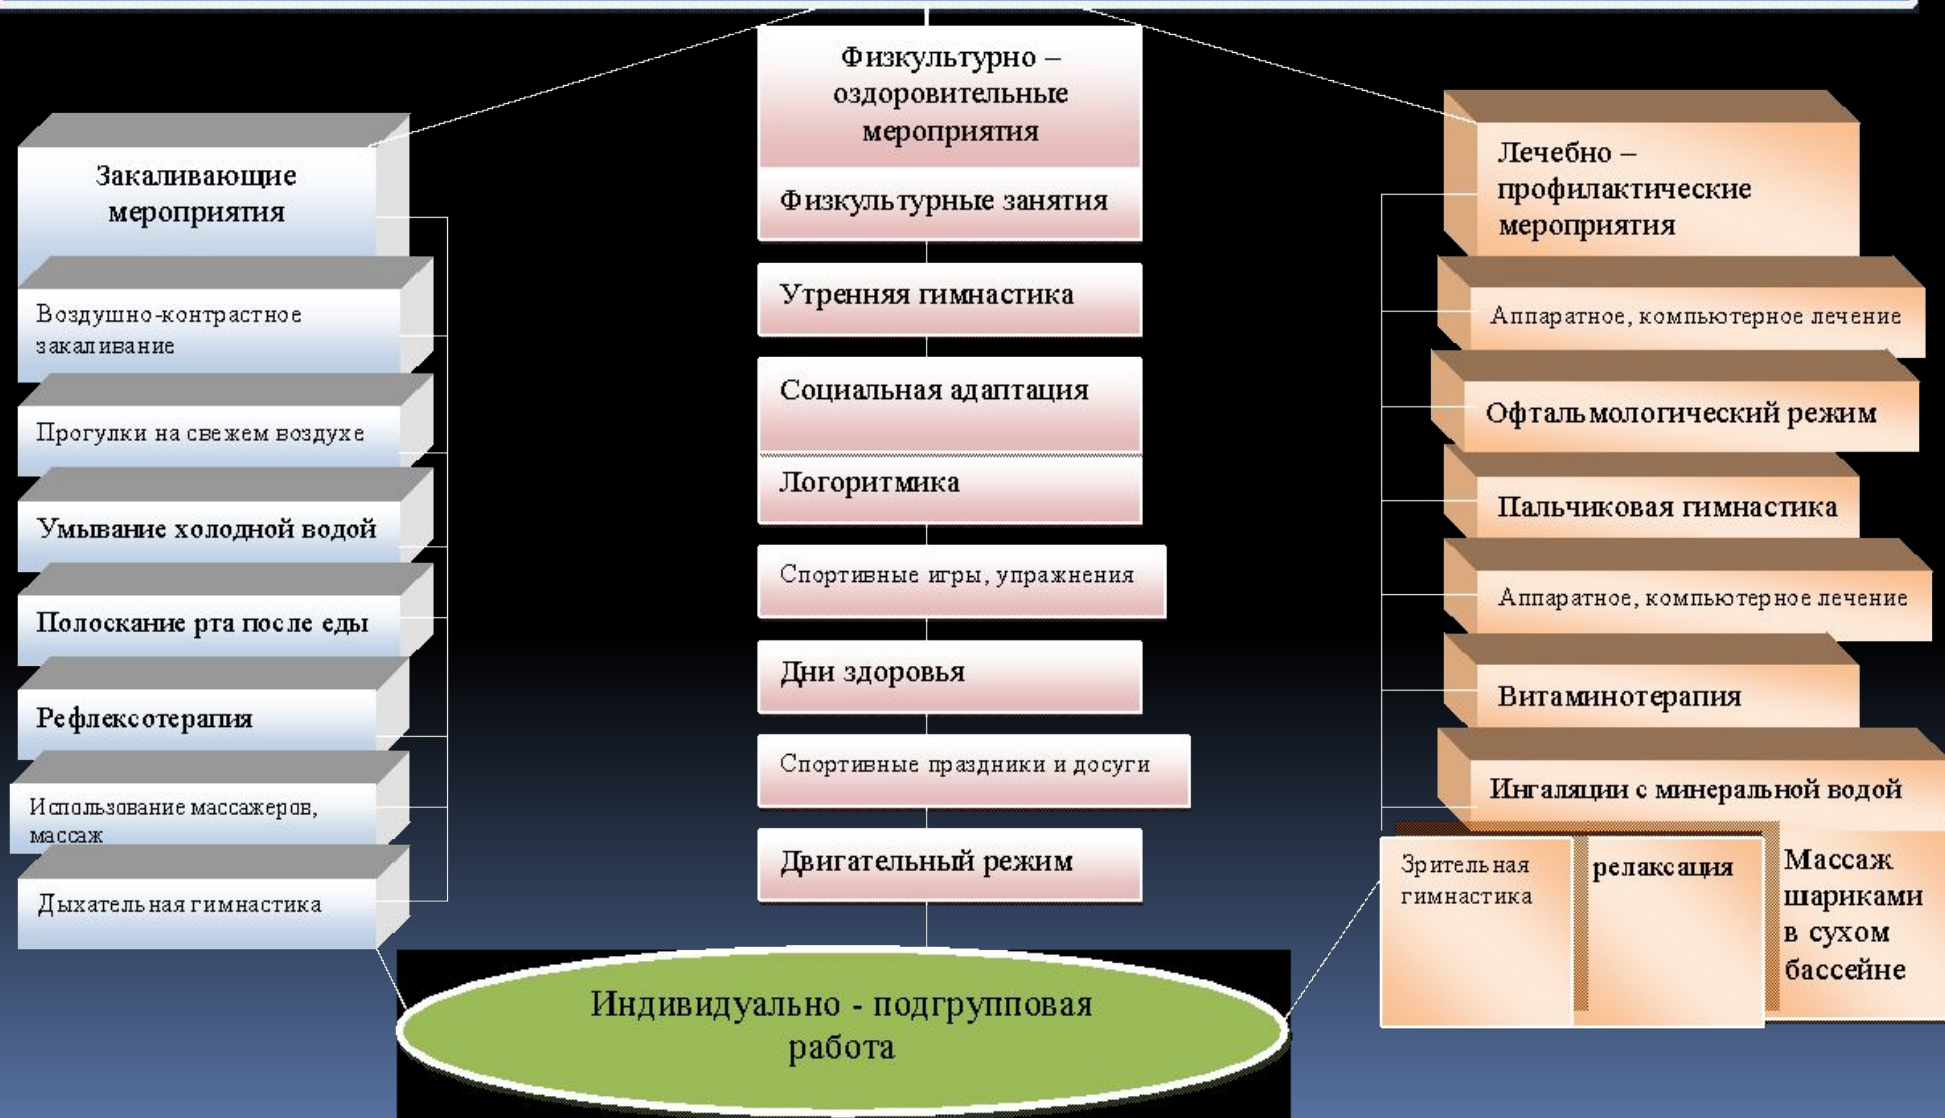 Физкультурно –
оздоровительные
мероприятия
Физкультурные занятия
Утренняя гимнастика
Социальная адаптация
Логоритмика
Спортивные игры, упражнения
Дни здоровья
Спортивные праздники и досуги
Двигательный режим
Закаливающие
мероприятия
Воздушно-контрастное
закаливание
Прогулки на свежем воздухе
Умывание холодной водой
Полоскание рта после еды
Рефлексотерапия
Использование массажеров,
массаж
Дыхательная гимнастика
Лечебно –
профилактические
мероприятия
Аппаратное, компьютерное лечение
Офтальмологический режим
Пальчиковая гимнастика
Аппаратное, компьютерное лечение
Витаминотерапия
Ингаляции с минеральной водой
Зрительная
гимнастика
релаксация
Массаж
шариками
в сухом
бассейне
Индивидуально - подгрупповая
работа